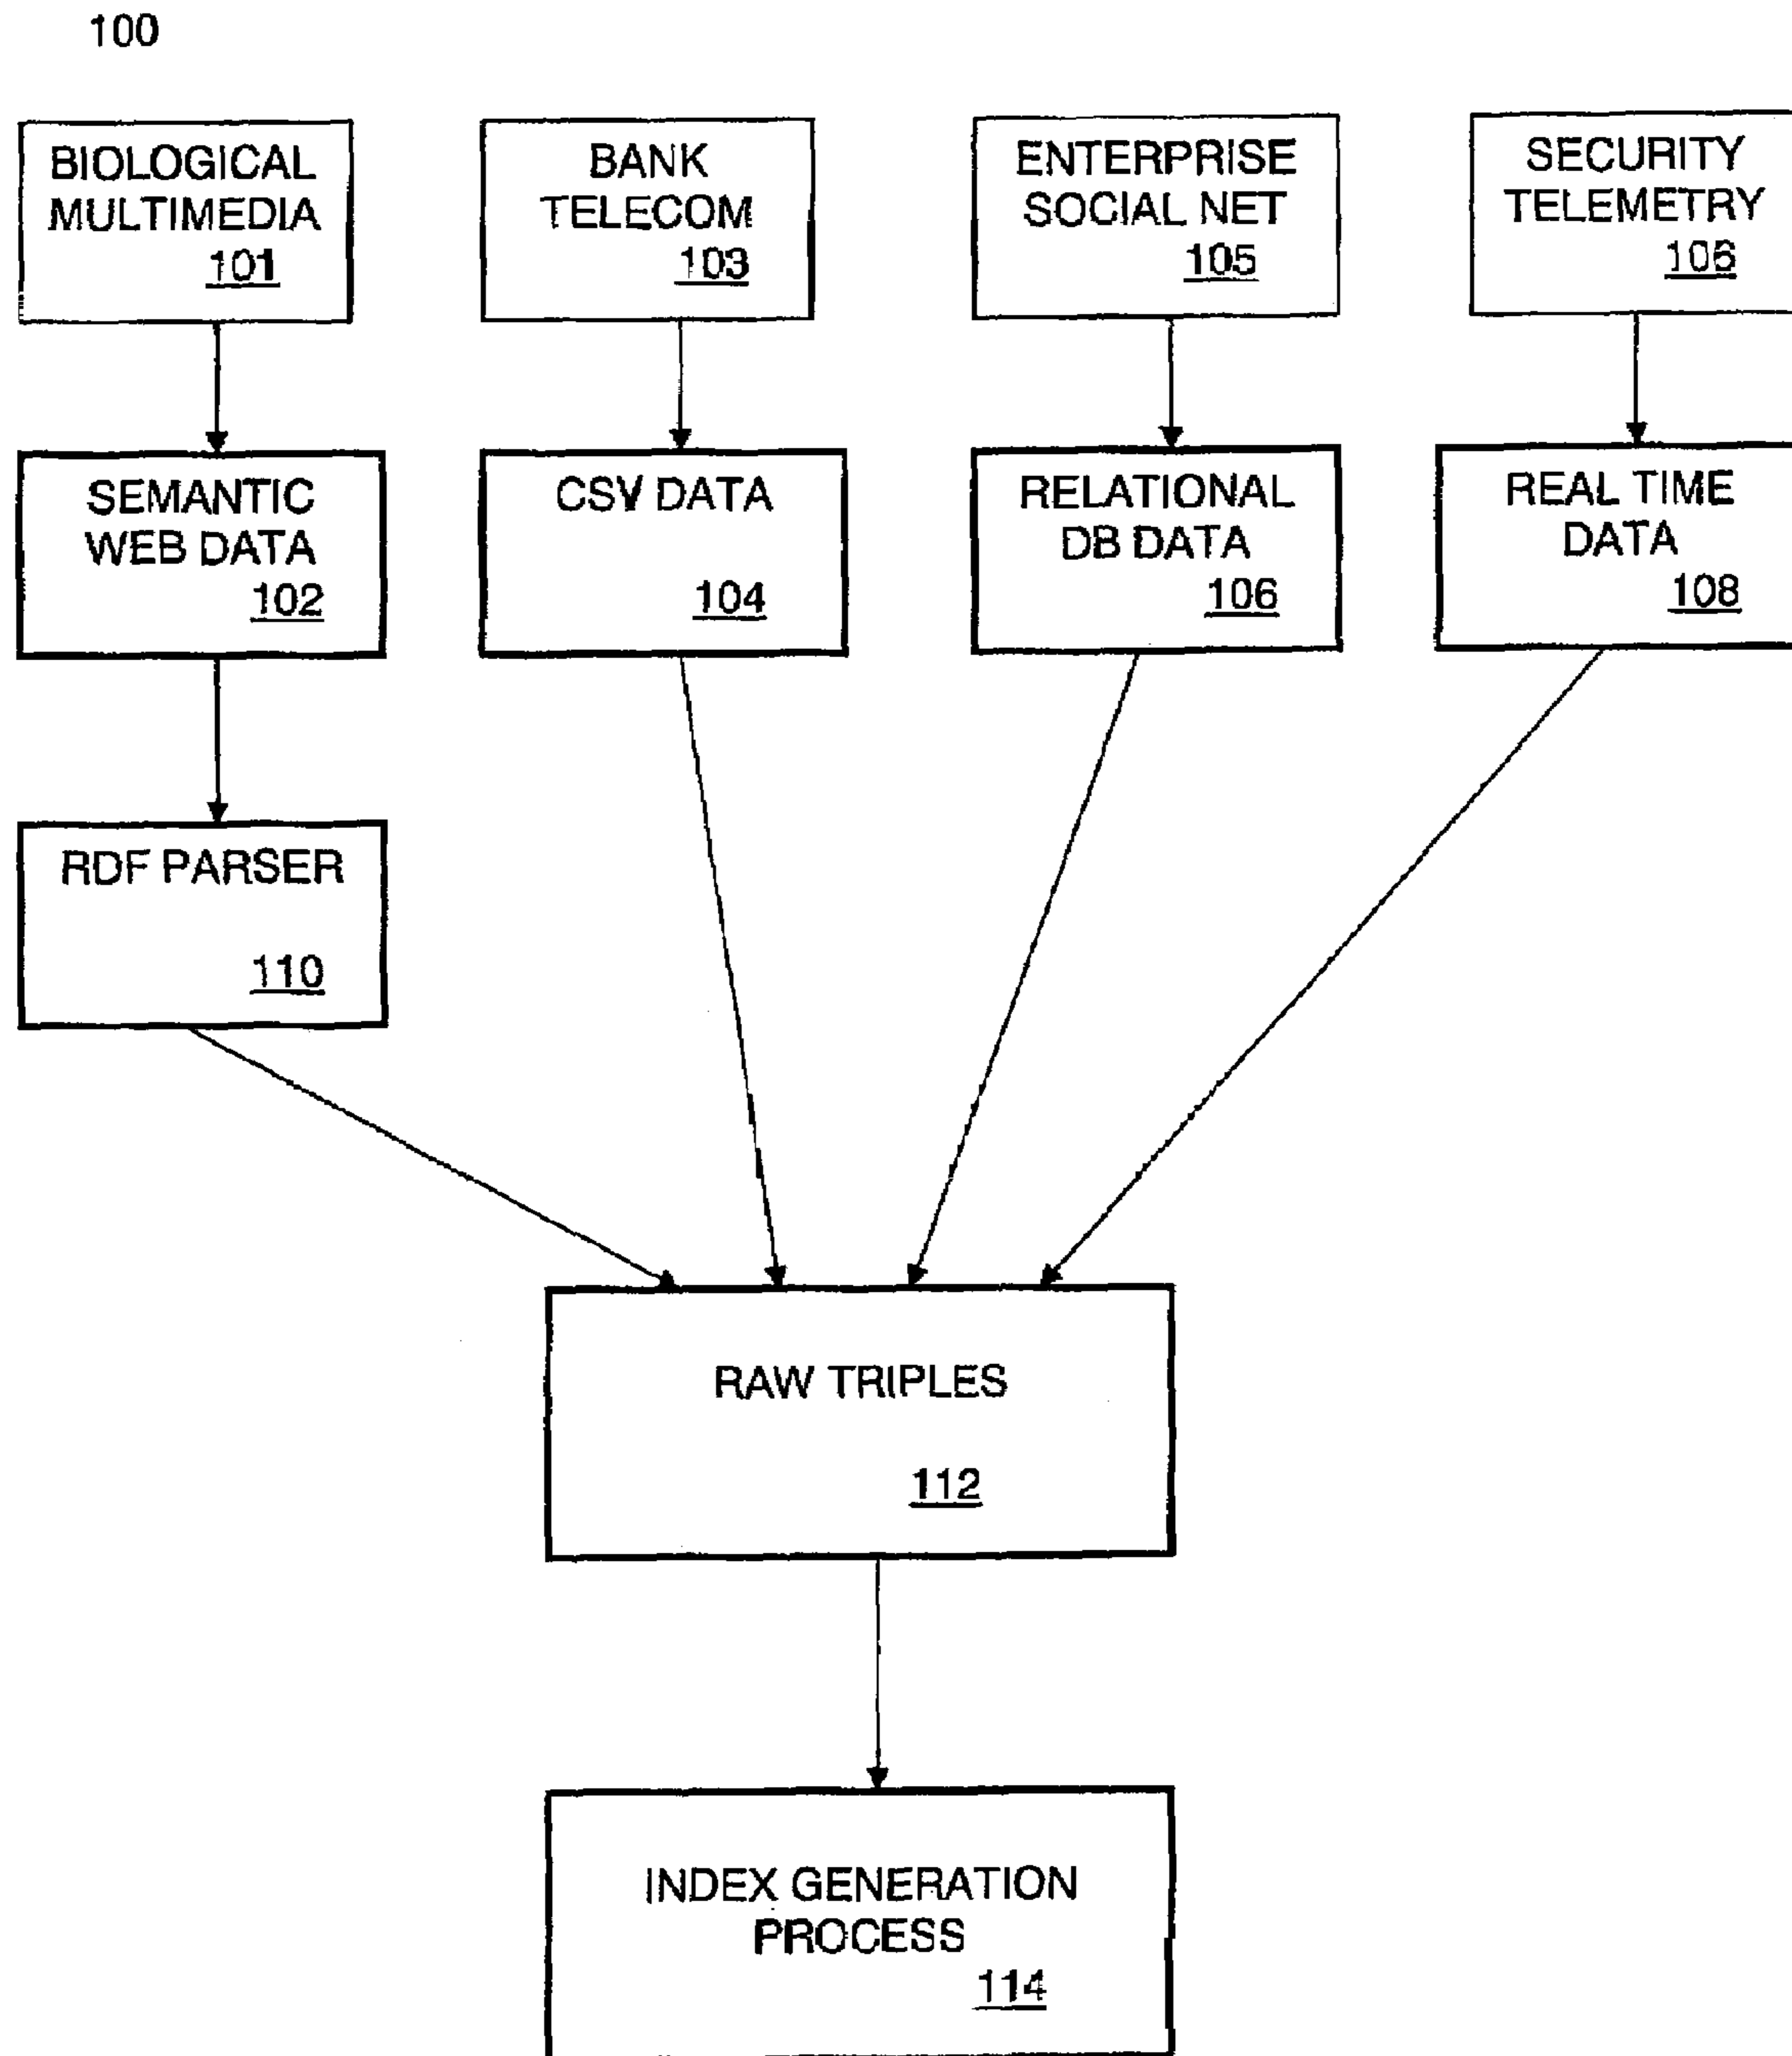 100
BIOLOGICAL
MULTIMEDIA
101
BANK
TELECOM
103
ENTERPRISE
SOCIAL NET
105
SECURITY
TELEMETRY
106
SEMANTIC
WEB DATA
102
CSV DATA
104
RELATIONAL
DB DATA
106
REAL TIME
DATA
108
RDF PARSER
110
RAW TRIPLES
112
INDEX GENERATION
PROCESS
114